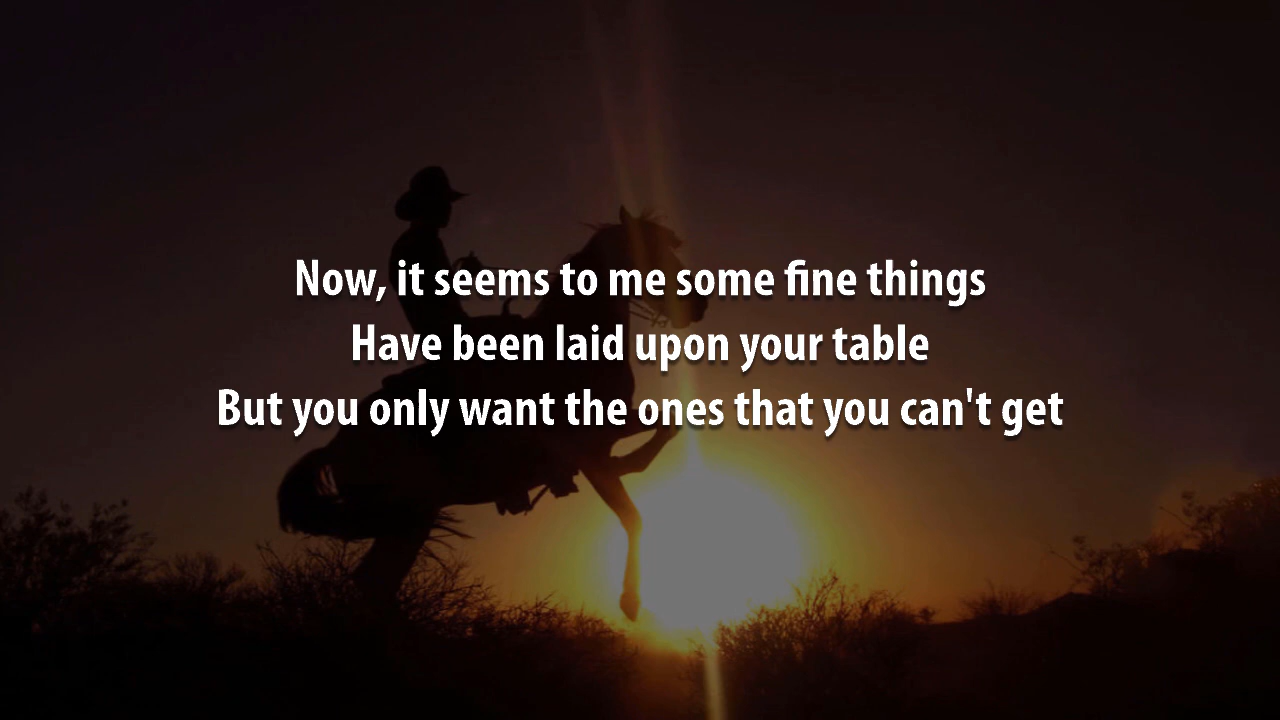 Now, it seems to me some fine things
Have been laid upon your table
But you only want the ones that you can't get